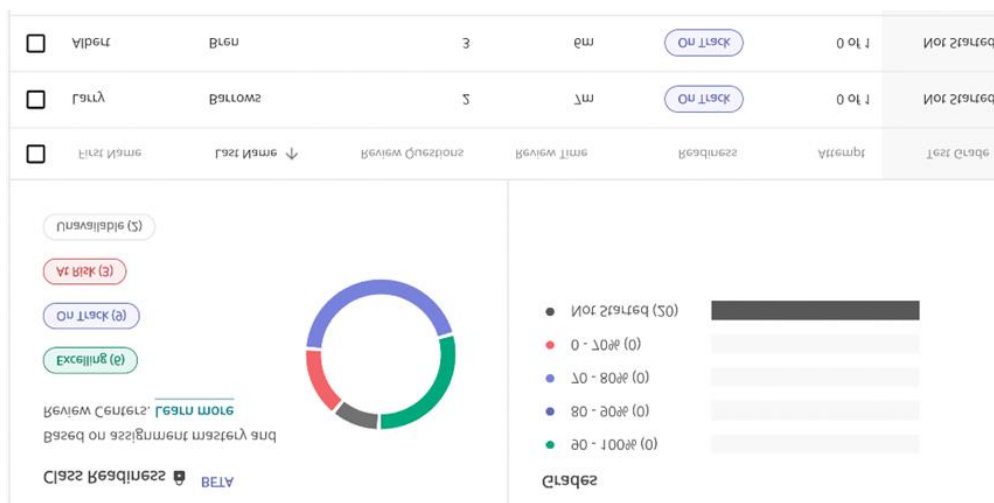 Class Readiness BETA
Based on assignment mastery and
Review Centers. Learn more
Excelling (6)
On Track (9)
At Risk (3)
Unavailable (2)
Grades
90 - 100% (0)
80 - 90% (0)
70 - 80% (0)
0 - 70% (0)
Not Started (20)
First Name Last Name Review Questions Review Time Readiness Attempt Test Grade
Larry Barrows 2 7m On Track 0 of 1 Not Started
Albert Bren 3 6m On Track 0 of 1 Not Started